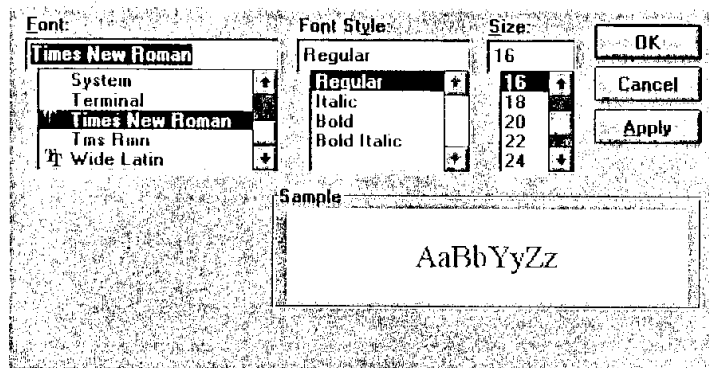 Font:
Times New Roman
System
Terminal
Times New Roman
Tms Rmn
Wide Latin
Font Style:
Regular
Regular
Italic
Bold
Bold Italic
Size:
16
16
18
20
22
24
OK
Cancel
Apply
Sample
AaBbYyZz